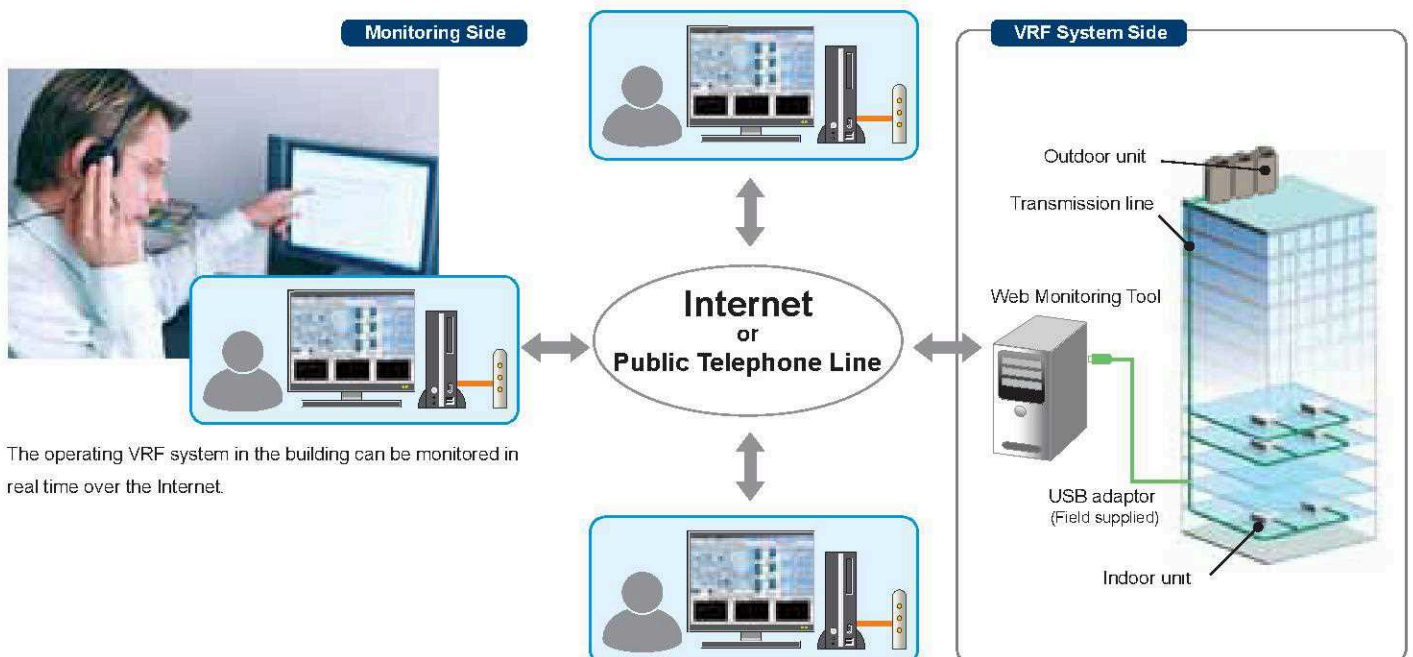 Monitoring Side
VRF System Side
Outdoor unit
Transmission line
Internet
or
Public Telephone Line
Web Monitoring Tool
The operating VRF system in the building can be monitored in
real time over the Internet.
USB adaptor
(Field supplied)
Indoor unit